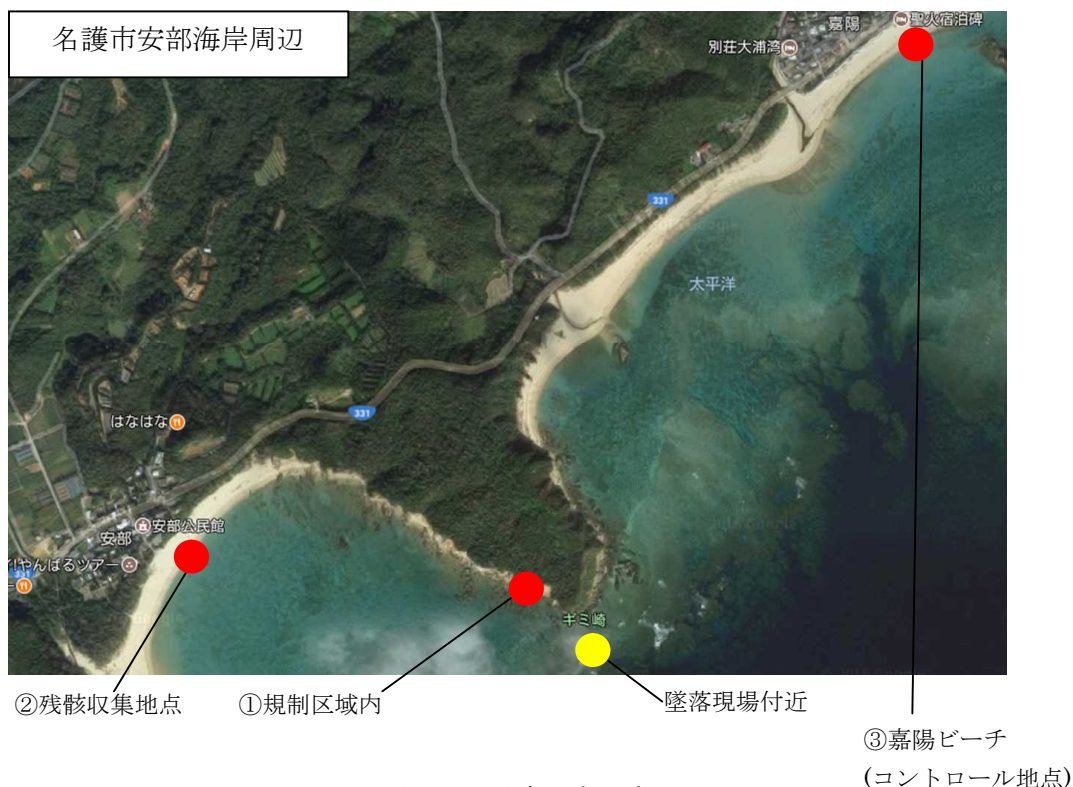 名護市安部海岸周辺
嘉陽
聖火宿泊碑
別荘大浦湾
331
太平洋
はなはな
331
安部公民館
安部
やんばるツアー
331
ギミ崎
②残骸収集地点
①規制区域内
墜落現場付近
③嘉陽ビーチ
(コントロール地点)